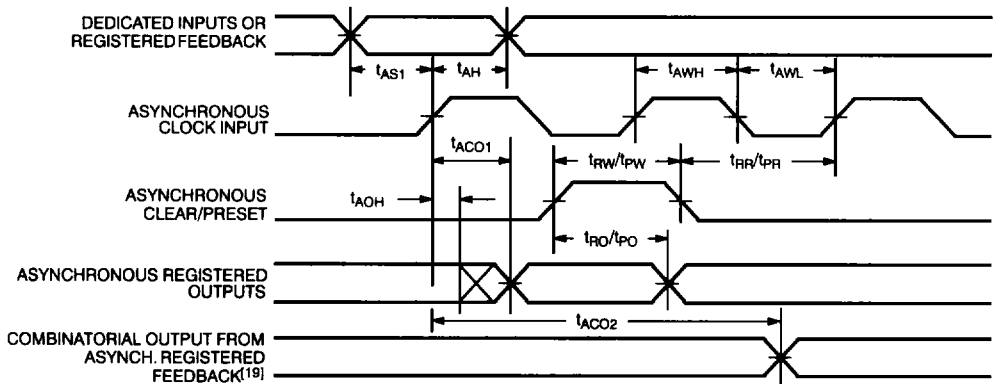 DEDICATED INPUTS OR
REGISTERED FEEDBACK
tAS1
tAH
tAWH
tAWL
ASYNCHRONOUS
CLOCK INPUT
tACO1
tRW/tPW
tRR/tPR
ASYNCHRONOUS
CLEAR/PRESET
tAOH
tRO/tPO
ASYNCHRONOUS REGISTERED
OUTPUTS
tACO2
COMBINATORIAL OUTPUT FROM
ASYNCH. REGISTERED
FEEDBACK[19]